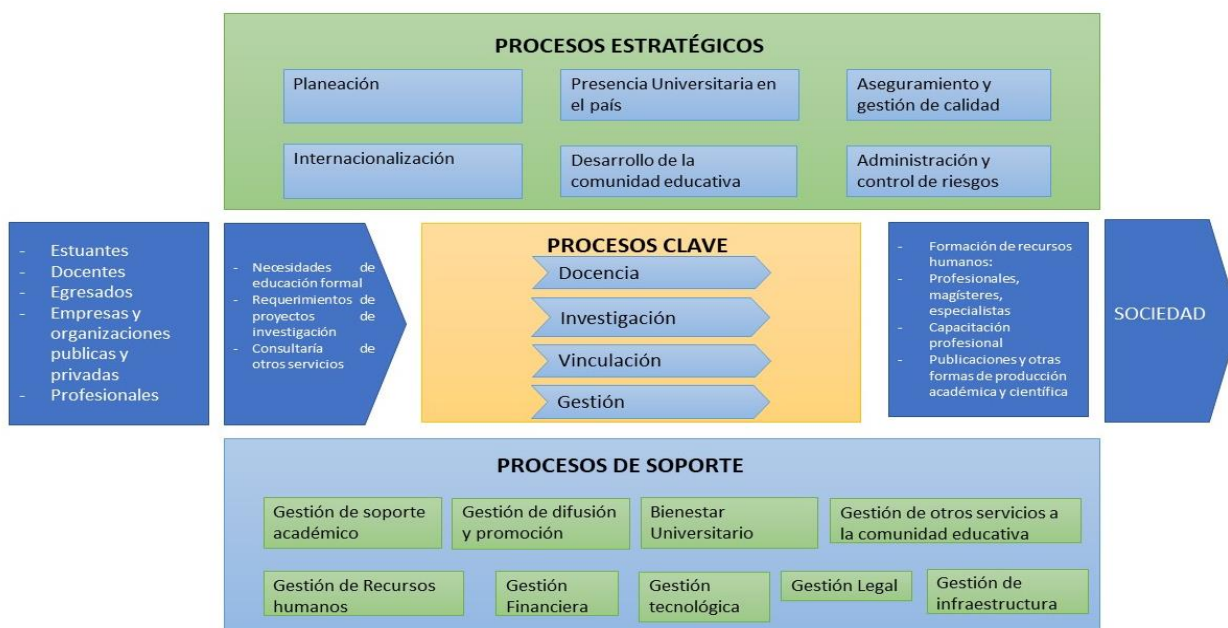 PROCESOS ESTRATÉGICOS
Planeación
Presencia Universitaria en
el país
Aseguramiento y
gestión de calidad
Internacionalización
Desarrollo de la
comunidad educativa
Administración y
control de riesgos
- Estuantes
- Docentes
- Egresados
- Empresas y
organizaciones
publicas y
privadas
- Profesionales
- Necesidades de
educación formal
- Requerimientos de
proyectos de
investigación
- Consultaría de
otros servicios
PROCESOS CLAVE
Docencia
Investigación
Vinculación
Gestión
- Formación de recursos
humanos:
- Profesionales,
magísteres,
especialistas
- Capacitación
profesional
- Publicaciones y otras
formas de producción
académica y científica
SOCIEDAD
PROCESOS DE SOPORTE
Gestión de soporte
académico
Gestión de difusión
y promoción
Bienestar
Universitario
Gestión de otros servicios a
la comunidad educativa
Gestión de Recursos
humanos
Gestión
Financiera
Gestión
tecnológica
Gestión Legal
Gestión de
infraestructura